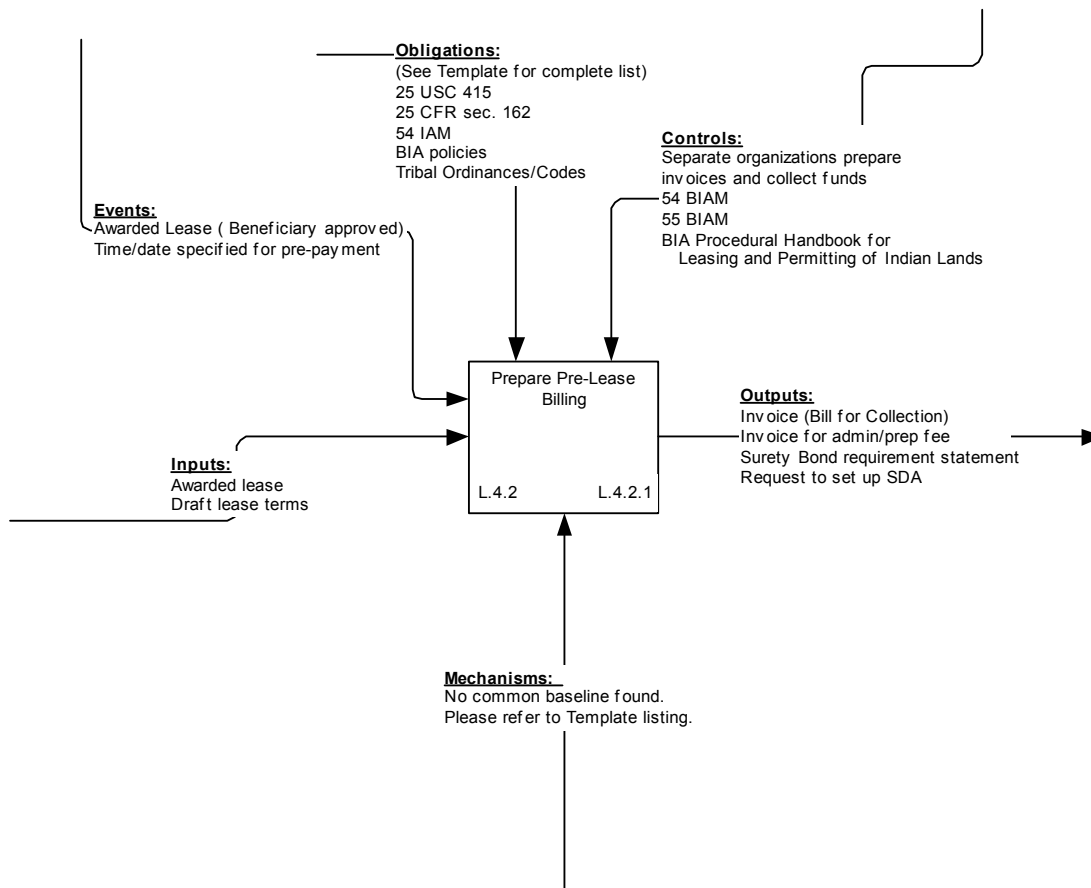 Obligations:
(See Template for complete list)
25 USC 415
25 CFR sec. 162
54 IAM
BIA policies
Tribal Ordinances/Codes
Controls:
Separate organizations prepare
invoices and collect funds
54 BIAM
55 BIAM
BIA Procedural Handbook for
Leasing and Permitting of Indian Lands
Events:
Awarded Lease ( Beneficiary approved)
Time/date specified for pre-payment
Prepare Pre-Lease
Billing
L.4.2 L.4.2.1
Outputs:
Invoice (Bill for Collection)
Invoice for admin/prep fee
Surety Bond requirement statement
Request to set up SDA
Inputs:
Awarded lease
Draft lease terms
Mechanisms:
No common baseline found.
Please refer to Template listing.